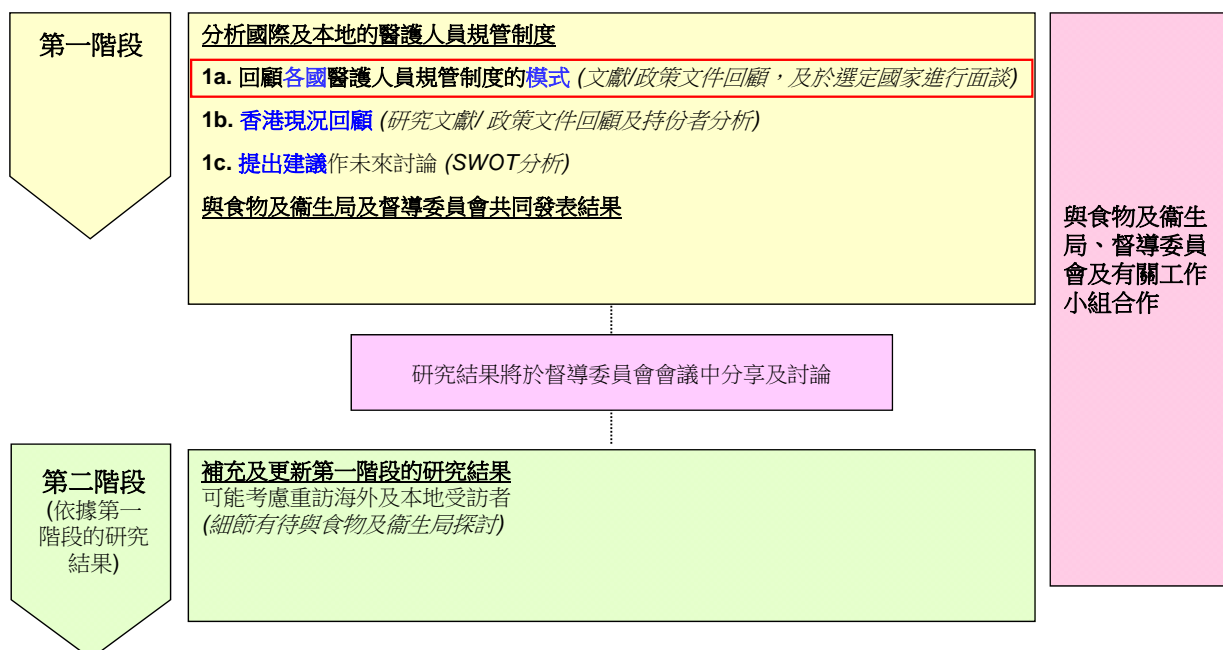 第一階段
分析國際及本地的醫護人員規管制度
1a. 回顧各國醫護人員規管制度的模式 (文獻/政策文件回顧，及於選定國家進行面談)
1b. 香港現況回顧 (研究文獻/ 政策文件回顧及持份者分析)
1c. 提出建議作未來討論 (SWOT分析)
與食物及衞生局及督導委員會共同發表結果
研究結果將於督導委員會會議中分享及討論
第二階段
(依據第一
階段的研究
結果)
補充及更新第一階段的研究結果
可能考慮重訪海外及本地受訪者
(細節有待與食物及衞生局探討)
與食物及衞生
局、督導委員
會及有關工作
小組合作